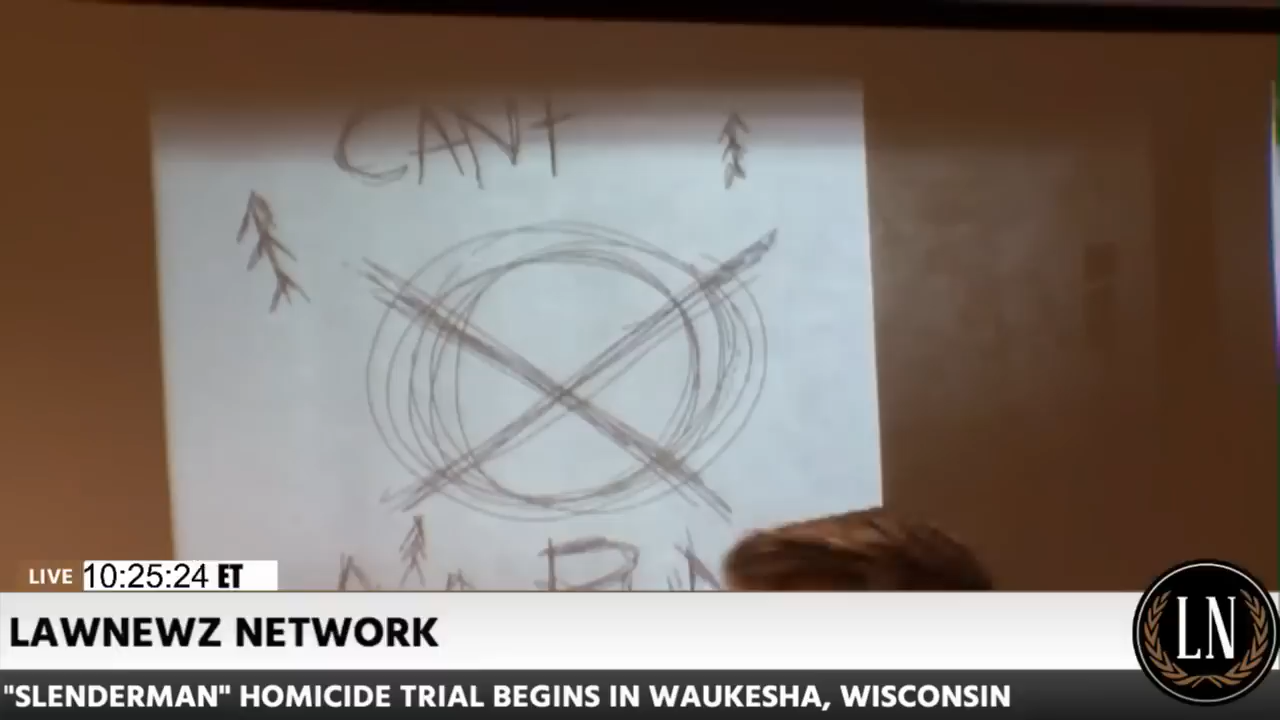 CANT
LIVE 10:25:24 ET
LAWNEWZ NETWORK
LN
"SLENDERMAN" HOMICIDE TRIAL BEGINS IN WAUKESHA, WISCONSIN